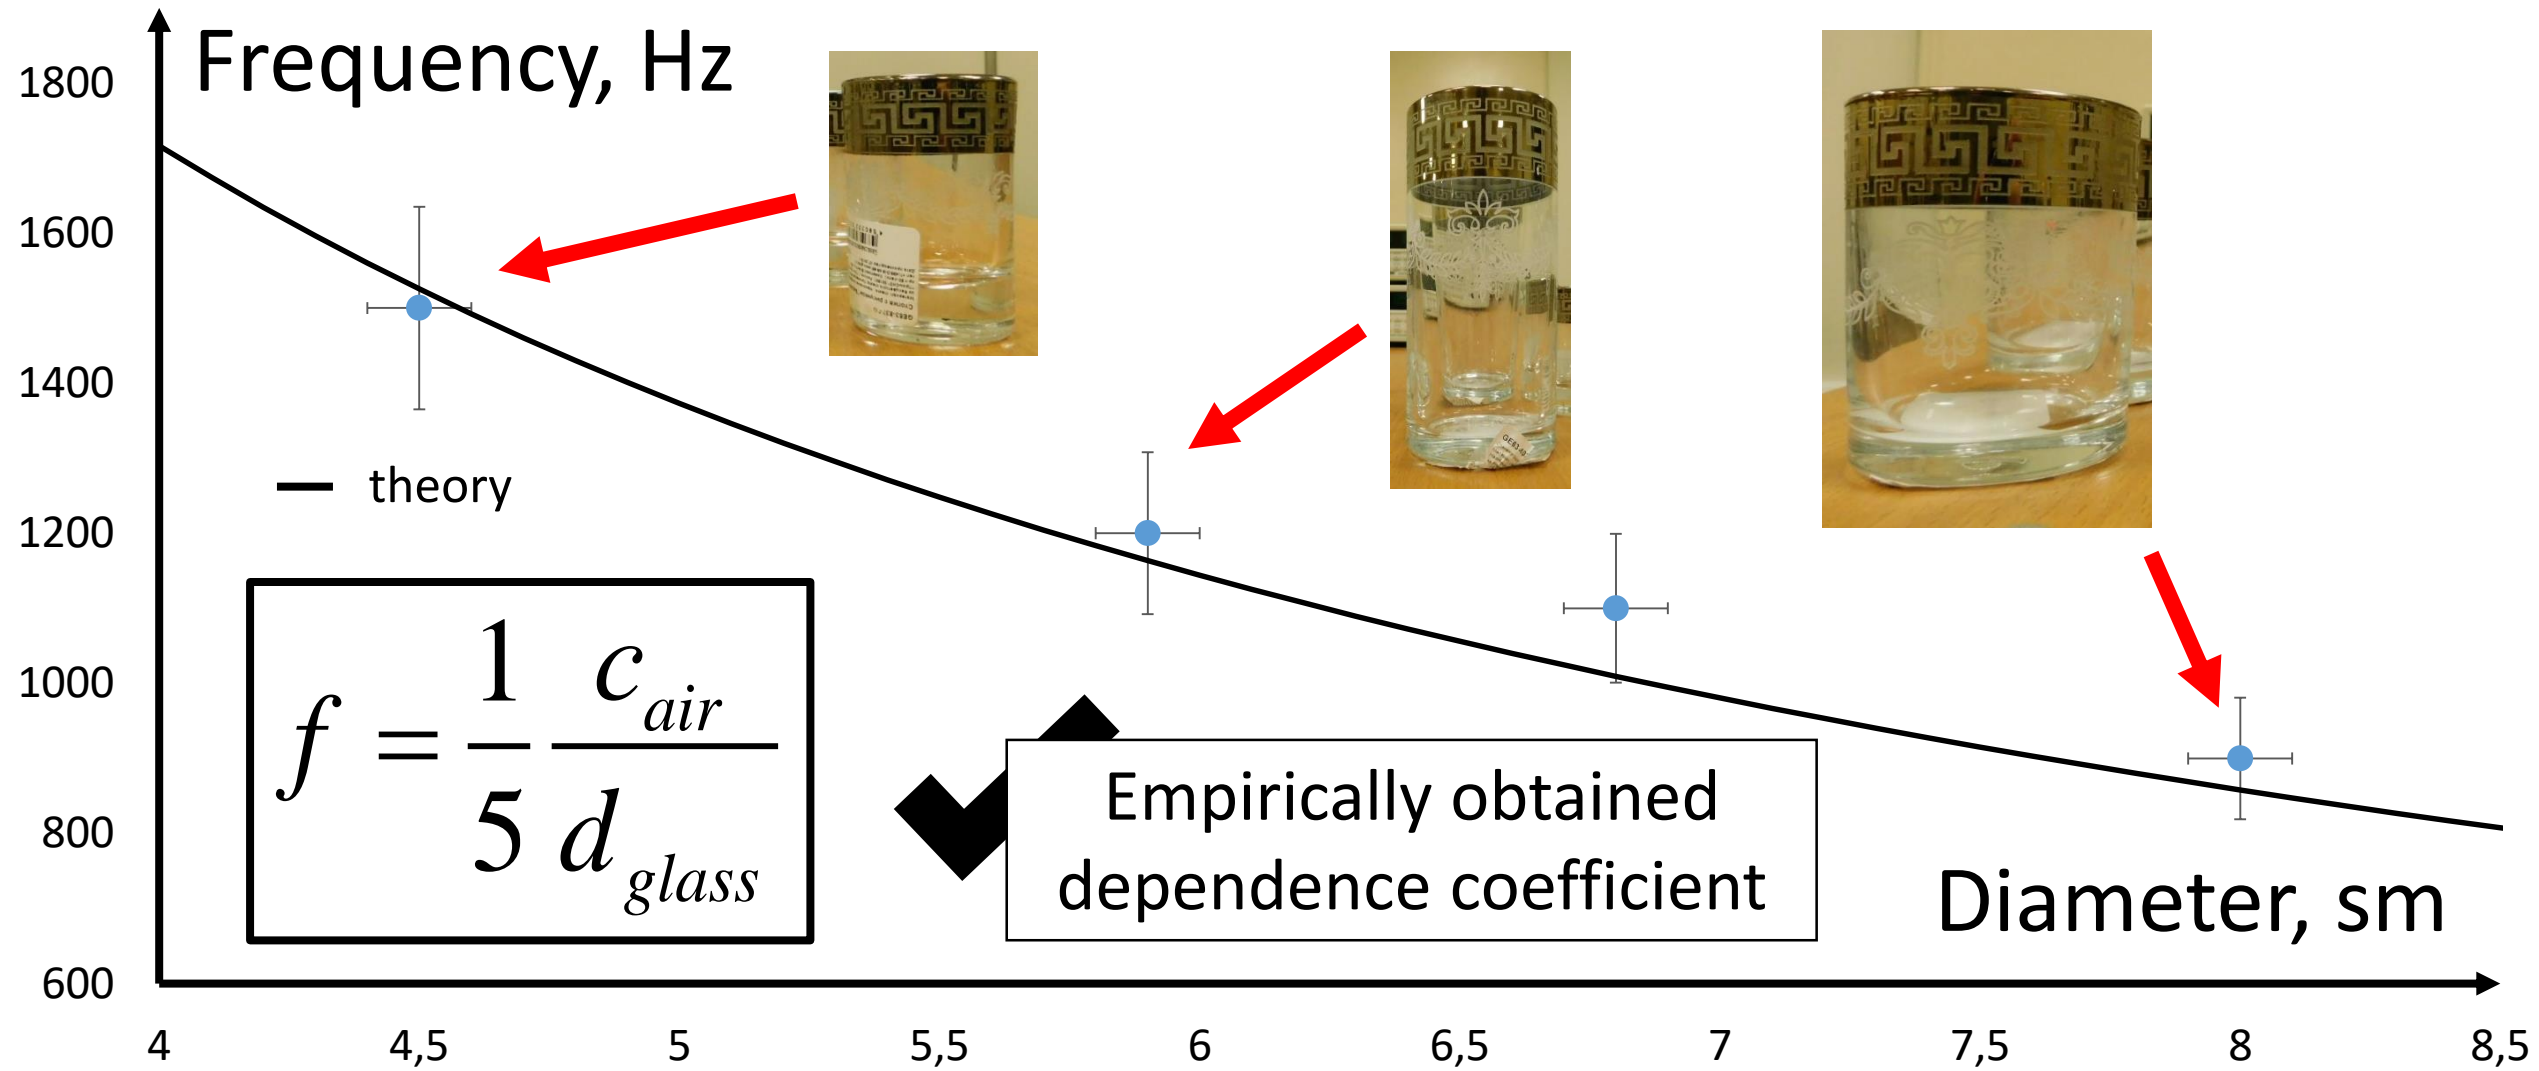 Frequency, Hz
1800
1600
1400
1200
1000
800
600
theory
f = 1/5 c_air/d_glass
Empirically obtained
dependence coefficient
Diameter, sm
4 4,5 5 5,5 6 6,5 7 7,5 8 8,5